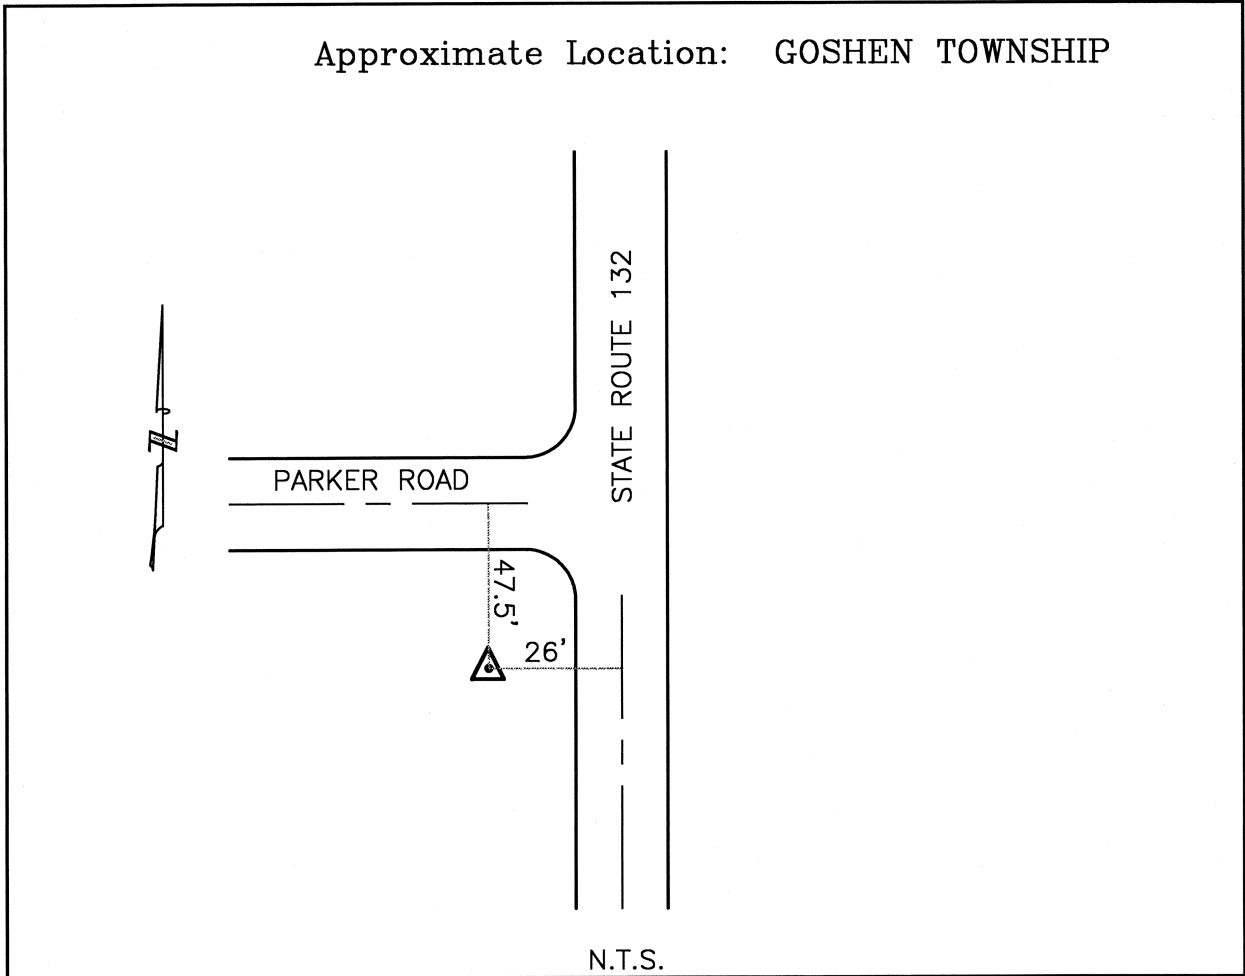 Approximate Location: GOSHEN TOWNSHIP
STATE ROUTE 132
N
PARKER ROAD
47.5'
26'
N.T.S.